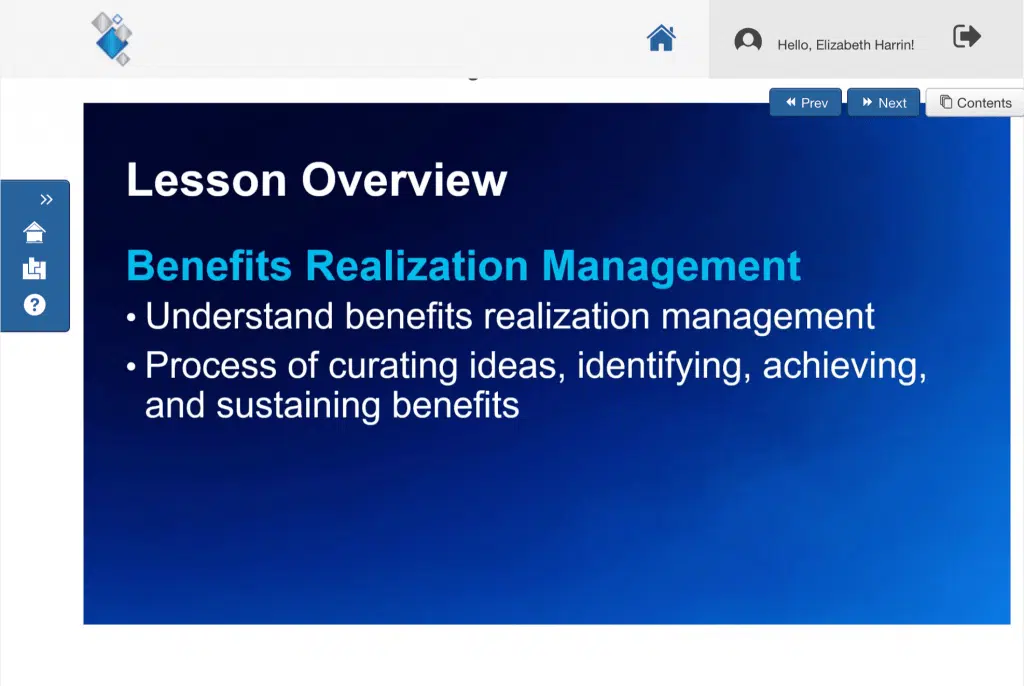 Hello, Elizabeth Harrin!
Prev
Next
Contents
Lesson Overview
Benefits Realization Management
• Understand benefits realization management
• Process of curating ideas, identifying, achieving,
and sustaining benefits